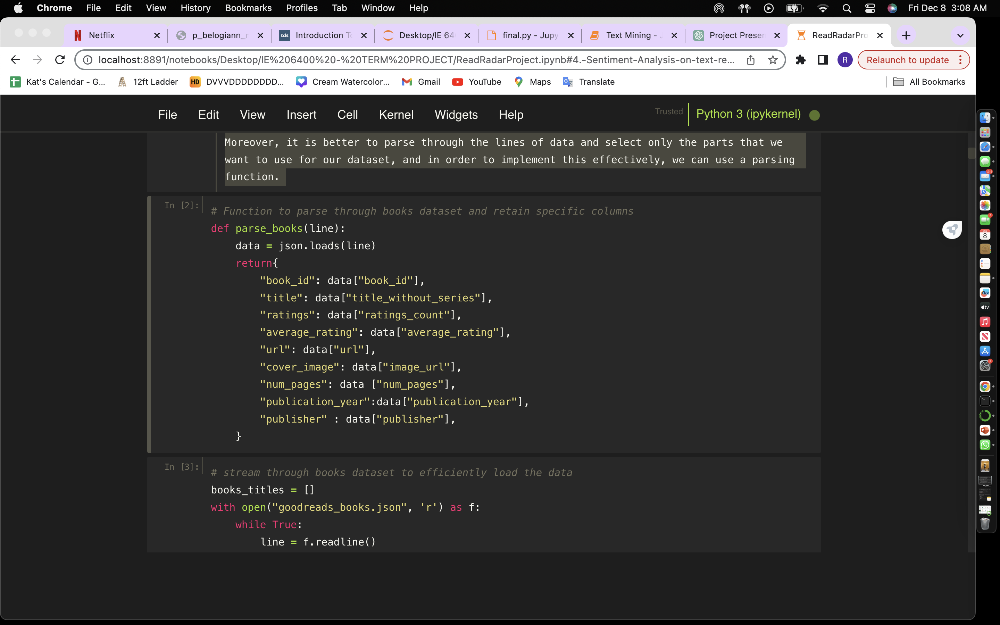 Chrome File Edit View History Bookmarks Profiles Tab Window Help Fri Dec 8 3:08 AM
Netflix p_belogiann_r tds Introduction To Desktop/IE 64 final.py - Jupy Text Mining - J Project Preser ReadRadarPro
localhost:8891/notebooks/Desktop/IE%206400%20-%20TERM%20PROJECT/ReadRadarProject.ipynb#4.-Sentiment-Analysis-on-text-re... R Relaunch to update
Kat's Calendar - G... 12ft Ladder HD DVVVDDDDDDDD... Cream Watercolor... Gmail YouTube Maps Translate All Bookmarks
File Edit View Insert Cell Kernel Widgets Help Trusted Python 3 (ipykernel)
Moreover, it is better to parse through the lines of data and select only the parts that we
want to use for our dataset, and in order to implement this effectively, we can use a parsing
function.
In [2]:
# Function to parse through books dataset and retain specific columns
def parse_books(line):
    data = json.loads(line)
    return{
        "book_id": data["book_id"],
        "title": data["title_without_series"],
        "ratings": data["ratings_count"],
        "average_rating": data["average_rating"],
        "url": data["url"],
        "cover_image": data["image_url"],
        "num_pages": data ["num_pages"],
        "publication_year":data["publication_year"],
        "publisher" : data["publisher"],
    }
In [3]:
# stream through books dataset to efficiently load the data
books_titles = []
with open("goodreads_books.json", 'r') as f:
    while True:
        line = f.readline()